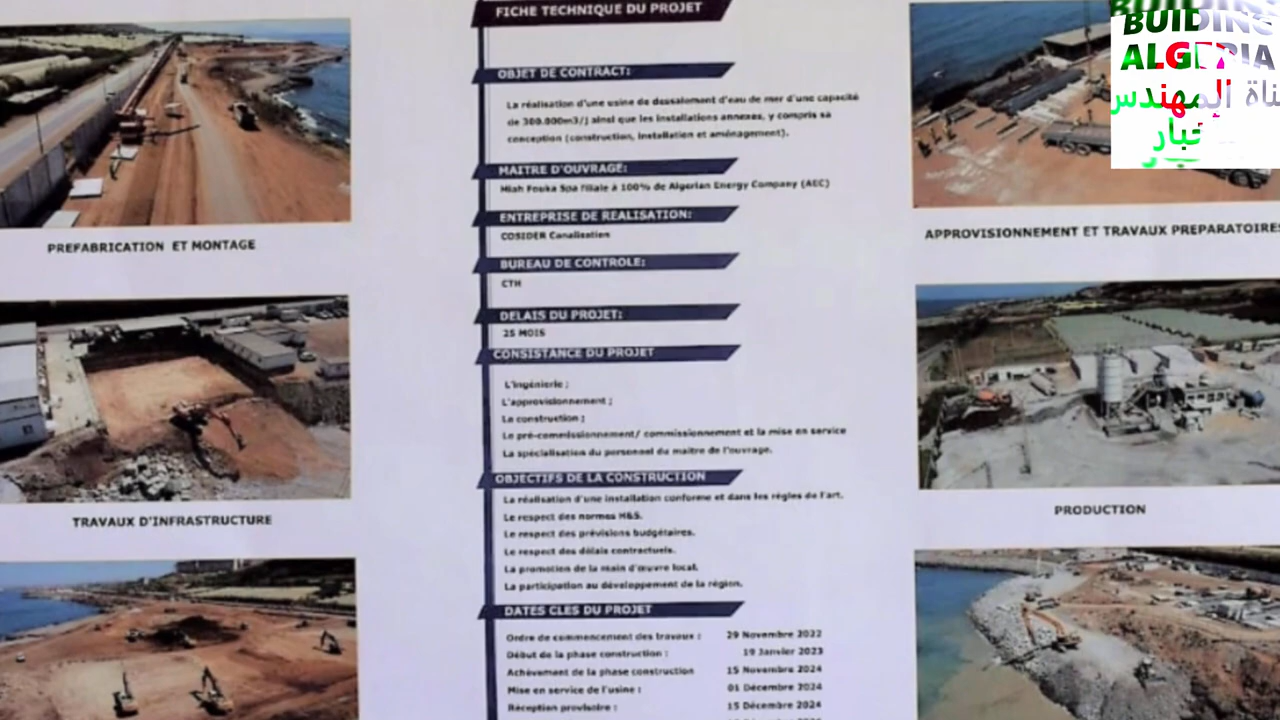 FICHE TECHNIQUE DU PROJET
OBJET DE CONTRACT:
La réalisation d'une usine de dessalement d'eau de mer d'une capacité
de 300.000m3/j ainsi que les installations annexes, y compris sa
conception (construction, installation et aménagement).
MAITRE D'OUVRAGE:
Miah Fouka Spa filiale à 100% de Algerian Energy Company (AEC)
ENTREPRISE DE REALISATION:
COSIDER Canalisation
BUREAU DE CONTROLE:
CTH
DELAIS DU PROJET:
25 MOIS
CONSISTANCE DU PROJET
L'ingénierie ;
L'approvisionnement ;
La construction ;
Le pré-commissionnement/ commissionnement et la mise en service
La spécialisation du personnel du maitre de l'ouvrage.
OBJECTIFS DE LA CONSTRUCTION
La réalisation d'une installation conforme et dans les règles de l'art.
Le respect des normes H&S.
Le respect des prévisions budgétaires.
Le respect des délais contractuels.
La promotion de la main d'œuvre local.
La participation au développement de la région.
DATES CLES DU PROJET
Ordre de commencement des travaux : 29 Novembre 2022
Début de la phase construction : 19 Janvier 2023
Achèvement de la phase construction 15 Novembre 2024
Mise en service de l'usine : 01 Décembre 2024
Réception provisoire : 15 Décembre 2024
PREFABRICATION ET MONTAGE
TRAVAUX D'INFRASTRUCTURE
APPROVISIONNEMENT ET TRAVAUX PREPARATOIRES
PRODUCTION
BUILDING
ALGERIA
المهندس